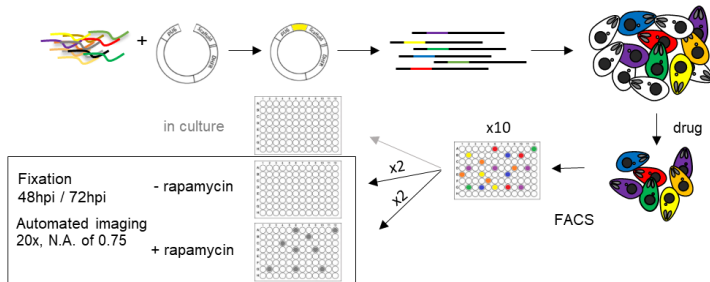 +
in culture
x10
drug
Fixation
48hpi / 72hpi
Automated imaging
20x, N.A. of 0.75
- rapamycin
+ rapamycin
x2
x2
FACS